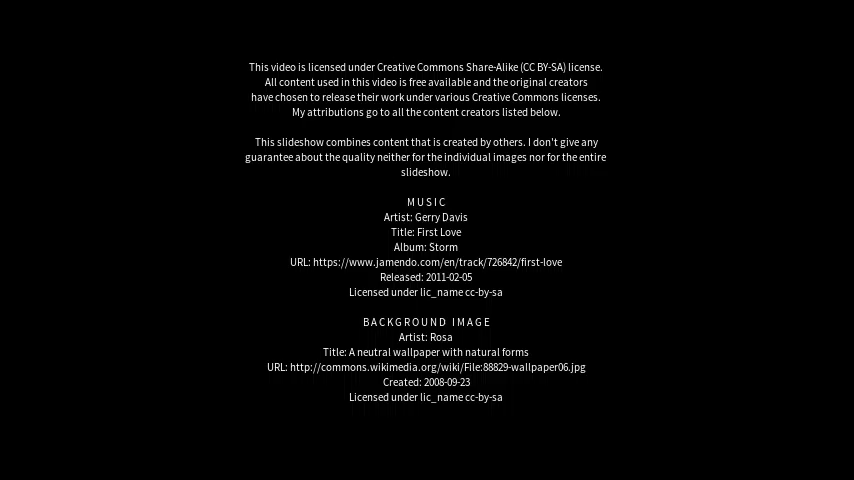 This video is licensed under Creative Commons Share-Alike (CC BY-SA) license.
All content used in this video is free available and the original creators
have chosen to release their work under various Creative Commons licenses.
My attributions go to all the content creators listed below.
This slideshow combines content that is created by others. I don't give any
guarantee about the quality neither for the individual images nor for the entire
slideshow.
MUSIC
Artist: Gerry Davis
Title: First Love
Album: Storm
URL: https://www.jamendo.com/en/track/726842/first-love
Released: 2011-02-05
Licensed under lic_name cc-by-sa
BACKGROUND IMAGE
Artist: Rosa
Title: A neutral wallpaper with natural forms
URL: http://commons.wikimedia.org/wiki/File:88829-wallpaper06.jpg
Created: 2008-09-23
Licensed under lic_name cc-by-sa